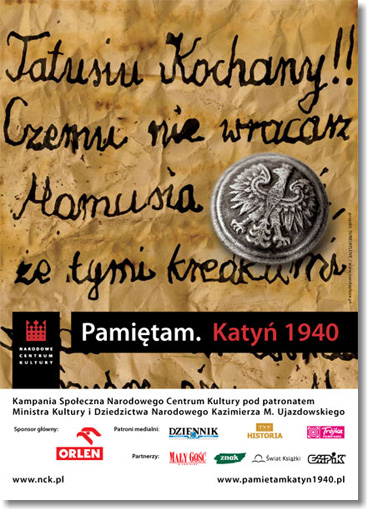 Tatusiu Kochany!!
Czemu nie wracasz
Mamusia
że tymi kredkami
NARODOWE
CENTRUM
KULTURY
Pamiętam. Katyń 1940
Kampania Społeczna Narodowego Centrum Kultury pod patronatem
Ministra Kultury i Dziedzictwa Narodowego Kazimierza M. Ujazdowskiego
Sponsor główny:
ORLEN
Patroni medialni:
DZIENNIK
TVP
HISTORIA
Trójka
Partnerzy:
MAŁY GOŚĆ
znak
Świat Książki
EMPiK
www.nck.pl
www.pamietamkatyn1940.pl